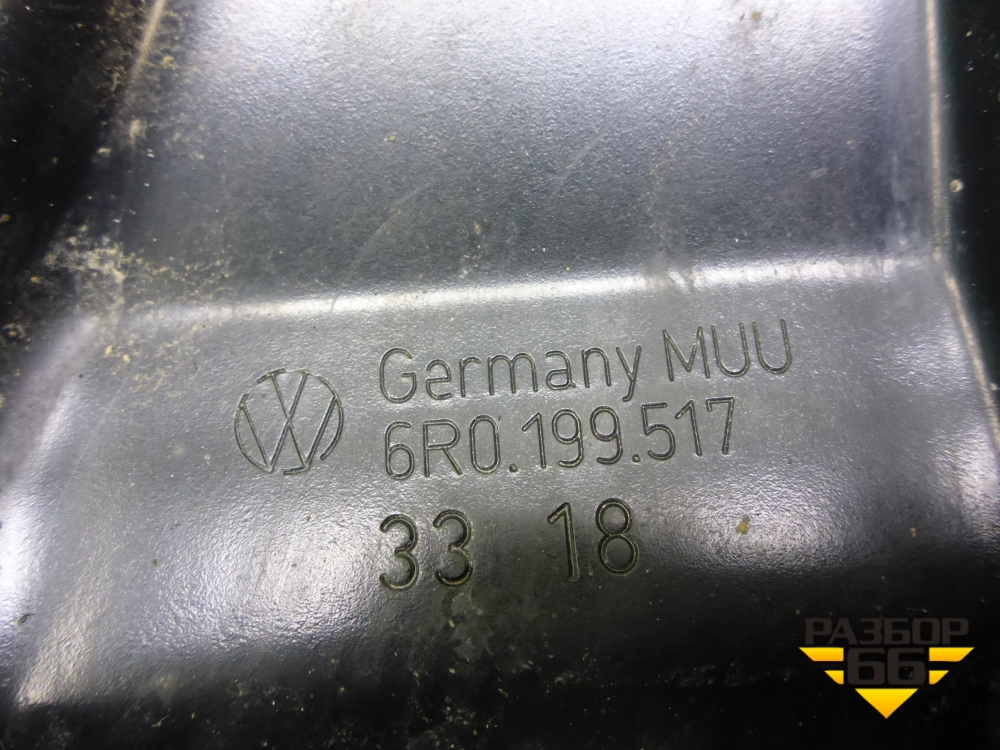 Germany MUU
6R0.199.517
33 18
РАЗБОР
66